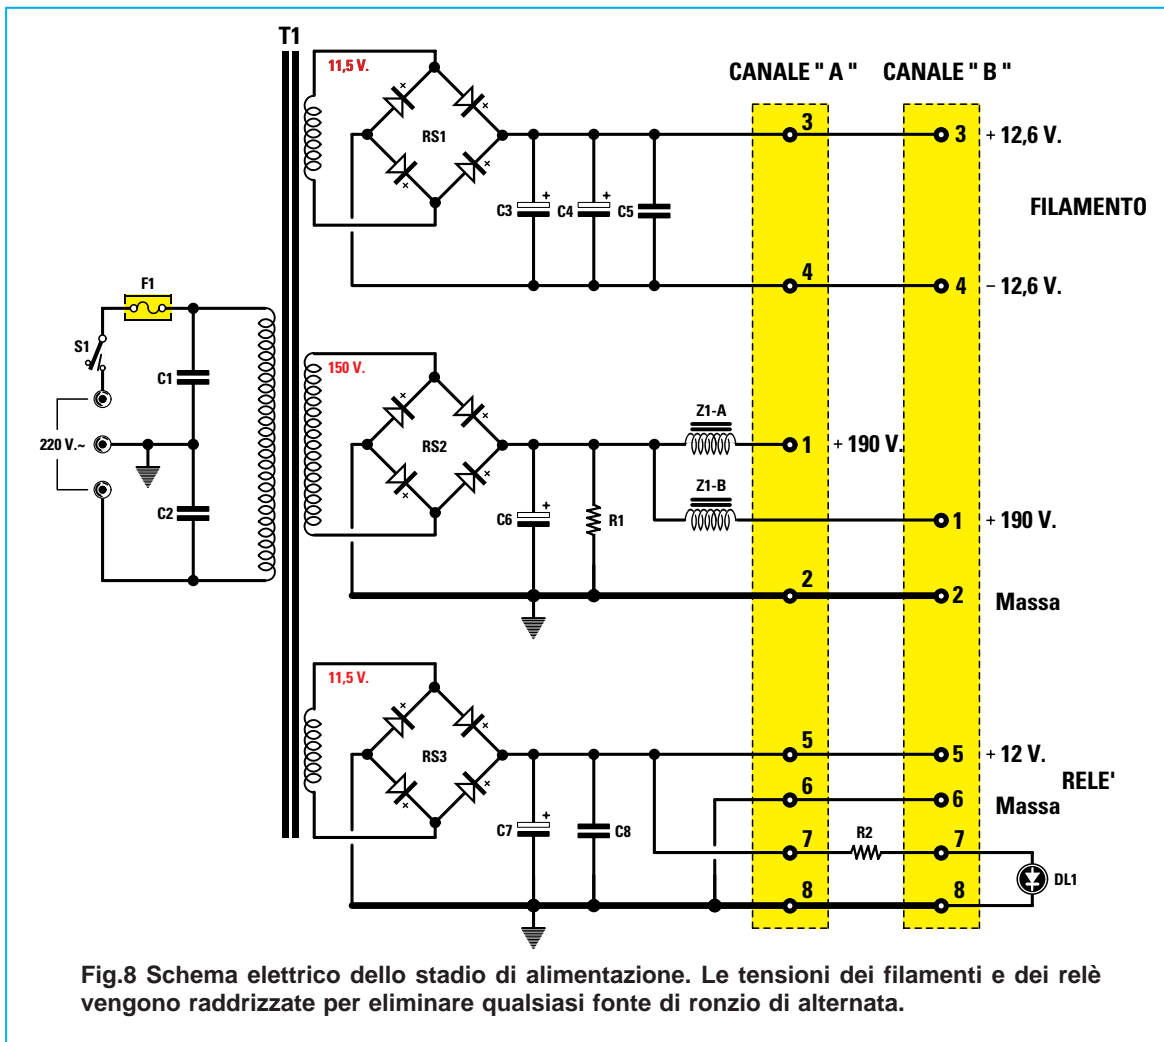 T1
CANALE " A "
CANALE " B "
11,5 V.
RS1
3
3
+ 12,6 V.
C3
+
C4
+
C5
FILAMENTO
4
4
– 12,6 V.
F1
S1
C1
220 V.~
C2
150 V.
RS2
Z1-A
1
+ 190 V.
Z1-B
C6
+
R1
1
+ 190 V.
2
2
Massa
11,5 V.
RS3
5
5
+ 12 V.
RELE'
6
6
Massa
C7
+
C8
7
R2
7
DL1
8
8
Fig.8 Schema elettrico dello stadio di alimentazione. Le tensioni dei filamenti e dei relè
vengono raddrizzate per eliminare qualsiasi fonte di ronzio di alternata.